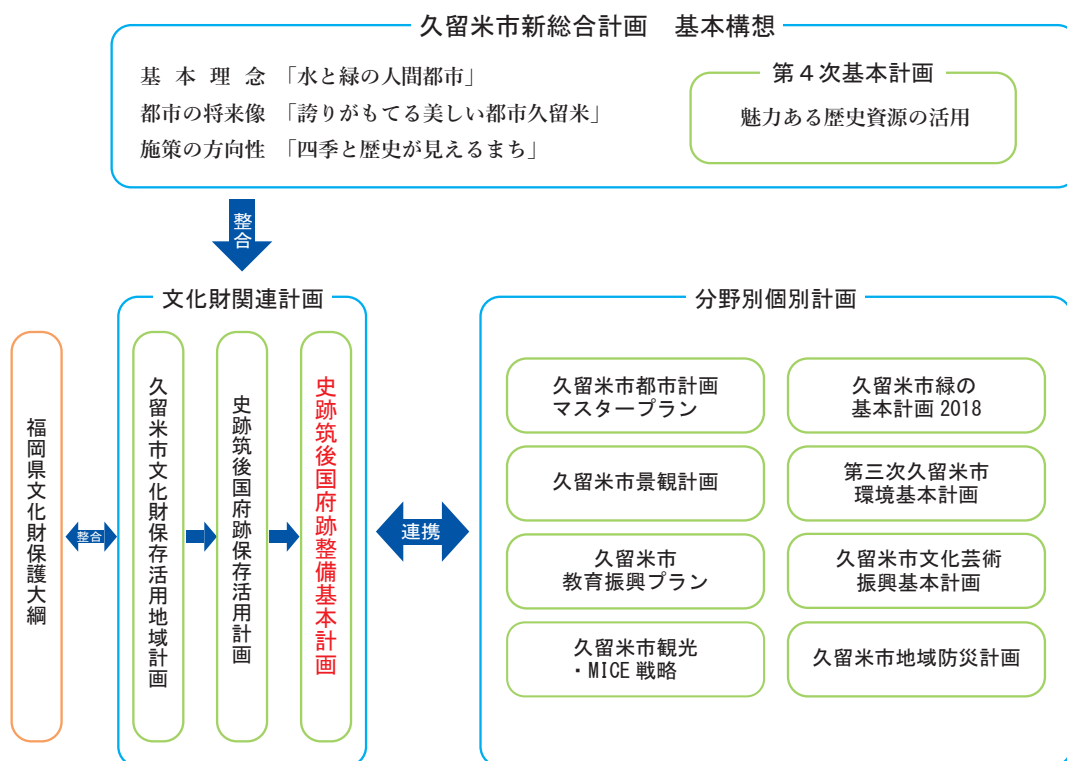 久留米市新総合計画　基本構想
基本理念「水と緑の人間都市」
都市の将来像「誇りがもてる美しい都市久留米」
施策の方向性「四季と歴史が見えるまち」
第４次基本計画
魅力ある歴史資源の活用
整合
文化財関連計画
福岡県文化財保護大綱
整合
久留米市文化財保存活用地域計画
史跡筑後国府跡保存活用計画
史跡筑後国府跡整備基本計画
連携
分野別個別計画
久留米市都市計画
マスタープラン
久留米市緑の
基本計画 2018
久留米市景観計画
第三次久留米市
環境基本計画
久留米市
教育振興プラン
久留米市文化芸術
振興基本計画
久留米市観光
・MICE 戦略
久留米市地域防災計画